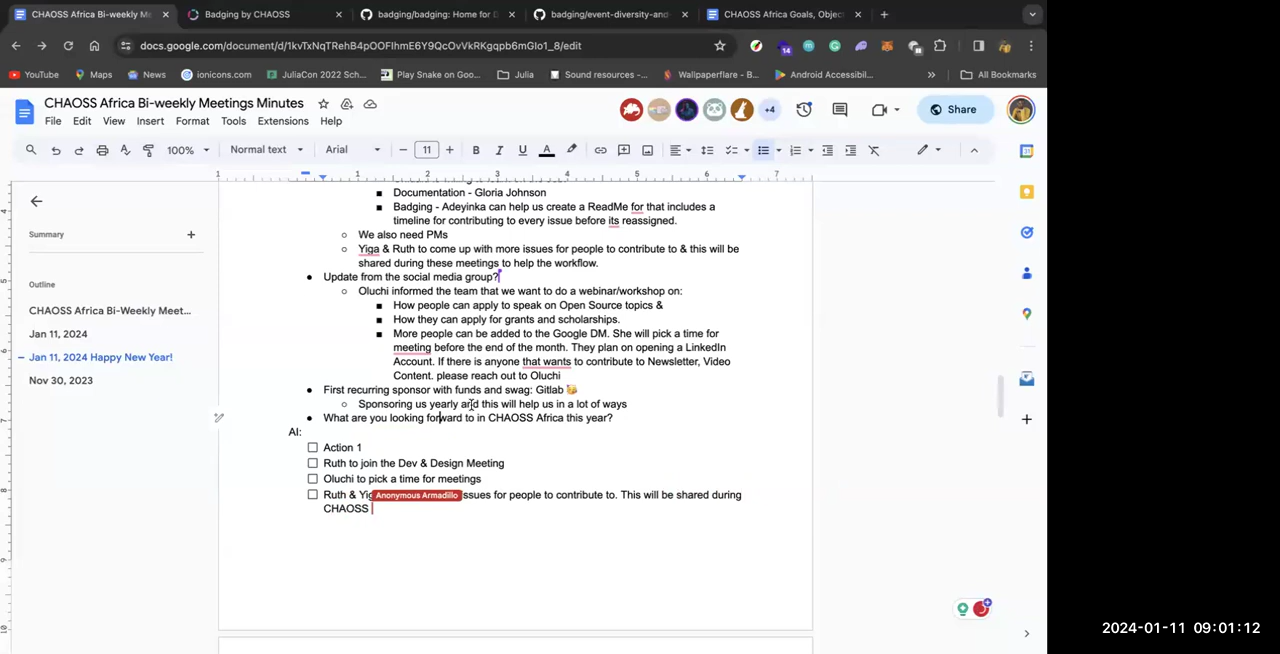 CHAOSS Africa Bi-weekly Me
Badging by CHAOSS
badging/badging: Home for B
badging/event-diversity-and-
CHAOSS Africa Goals, Objec
docs.google.com/document/d/1kvTxNqTRehB4pOOFIhmE6Y9QcOvVkRKgqpb6mGIo1_8/edit
14
YouTube
Maps
News
ionicons.com
JuliaCon 2022 Sch...
Play Snake on Goo...
Julia
Sound resources -...
Wallpaperflare - B...
Android Accessibil...
»
All Bookmarks
CHAOSS Africa Bi-weekly Meetings Minutes
+4
Share
File Edit View Insert Format Tools Extensions Help
100% Normal text Arial 11
1 1 2 3 4 5 6 7
Summary
Outline
CHAOSS Africa Bi-Weekly Meet...
Jan 11, 2024
Jan 11, 2024 Happy New Year!
Nov 30, 2023
Documentation - Gloria Johnson
Badging - Adeyinka can help us create a ReadMe for that includes a
timeline for contributing to every issue before its reassigned.
We also need PMs
Yiga & Ruth to come up with more issues for people to contribute to & this will be
shared during these meetings to help the workflow.
Update from the social media group?
Oluchi informed the team that we want to do a webinar/workshop on:
How people can apply to speak on Open Source topics &
How they can apply for grants and scholarships.
More people can be added to the Google DM. She will pick a time for
meeting before the end of the month. They plan on opening a LinkedIn
Account. If there is anyone that wants to contribute to Newsletter, Video
Content. please reach out to Oluchi
First recurring sponsor with funds and swag: Gitlab 🥳
Sponsoring us yearly and this will help us in a lot of ways
What are you looking forward to in CHAOSS Africa this year?
AI:
Action 1
Ruth to join the Dev & Design Meeting
Oluchi to pick a time for meetings
Ruth & Yig Anonymous Armadillo issues for people to contribute to. This will be shared during
CHAOSS
2024-01-11 09:01:12